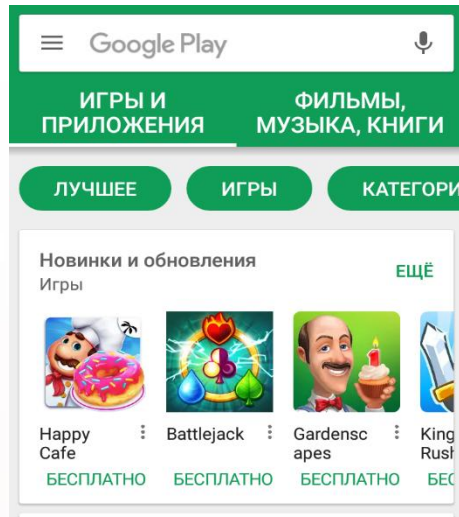 Google Play
ИГРЫ И
ПРИЛОЖЕНИЯ
ФИЛЬМЫ,
МУЗЫКА, КНИГИ
ЛУЧШЕЕ
ИГРЫ
КАТЕГОРИ
Новинки и обновления
Игры
ЕЩЁ
Happy
Cafe
БЕСПЛАТНО
Battlejack
БЕСПЛАТНО
Gardensc
apes
БЕСПЛАТНО
King
Rush
БЕС